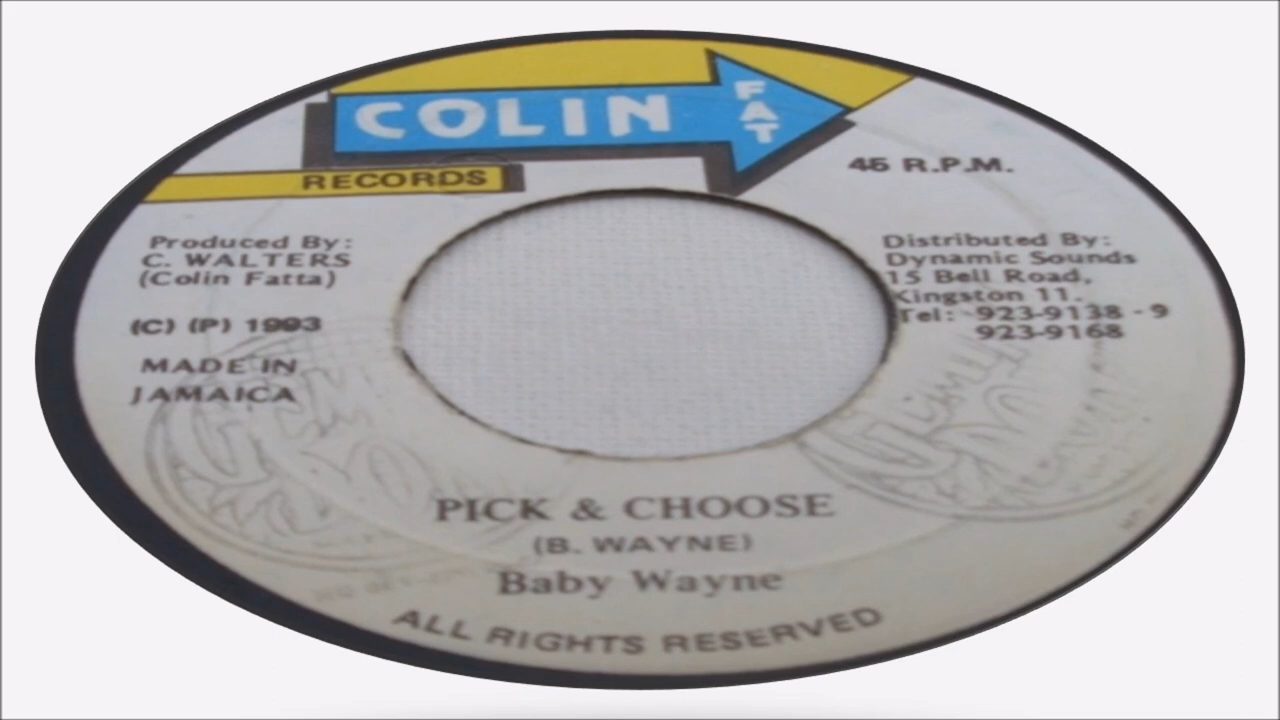 COLIN
FAT
RECORDS
45 R.P.M.
Produced By:
C. WALTERS
(Colin Fatta)
(C) (P) 1993
MADE IN
JAMAICA
Distributed By:
Dynamic Sounds
15 Bell Road,
Kingston 11.
Tel: 923-9138 - 9
923-9168
PICK & CHOOSE
(B. WAYNE)
Baby Wayne
ALL RIGHTS RESERVED